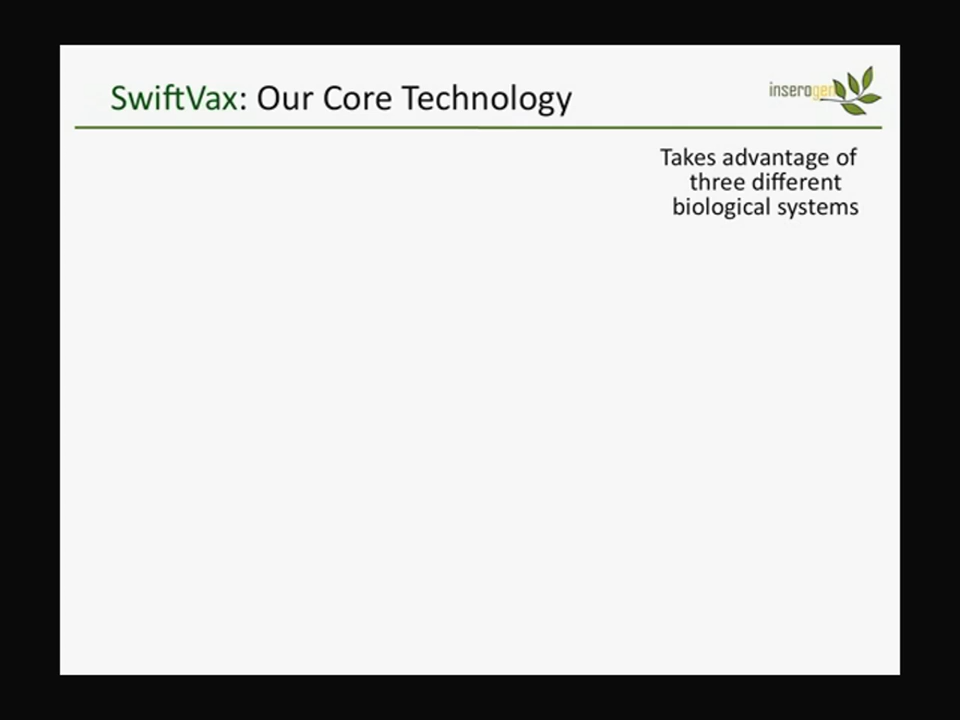 SwiftVax: Our Core Technology
inserogen
Takes advantage of
three different
biological systems